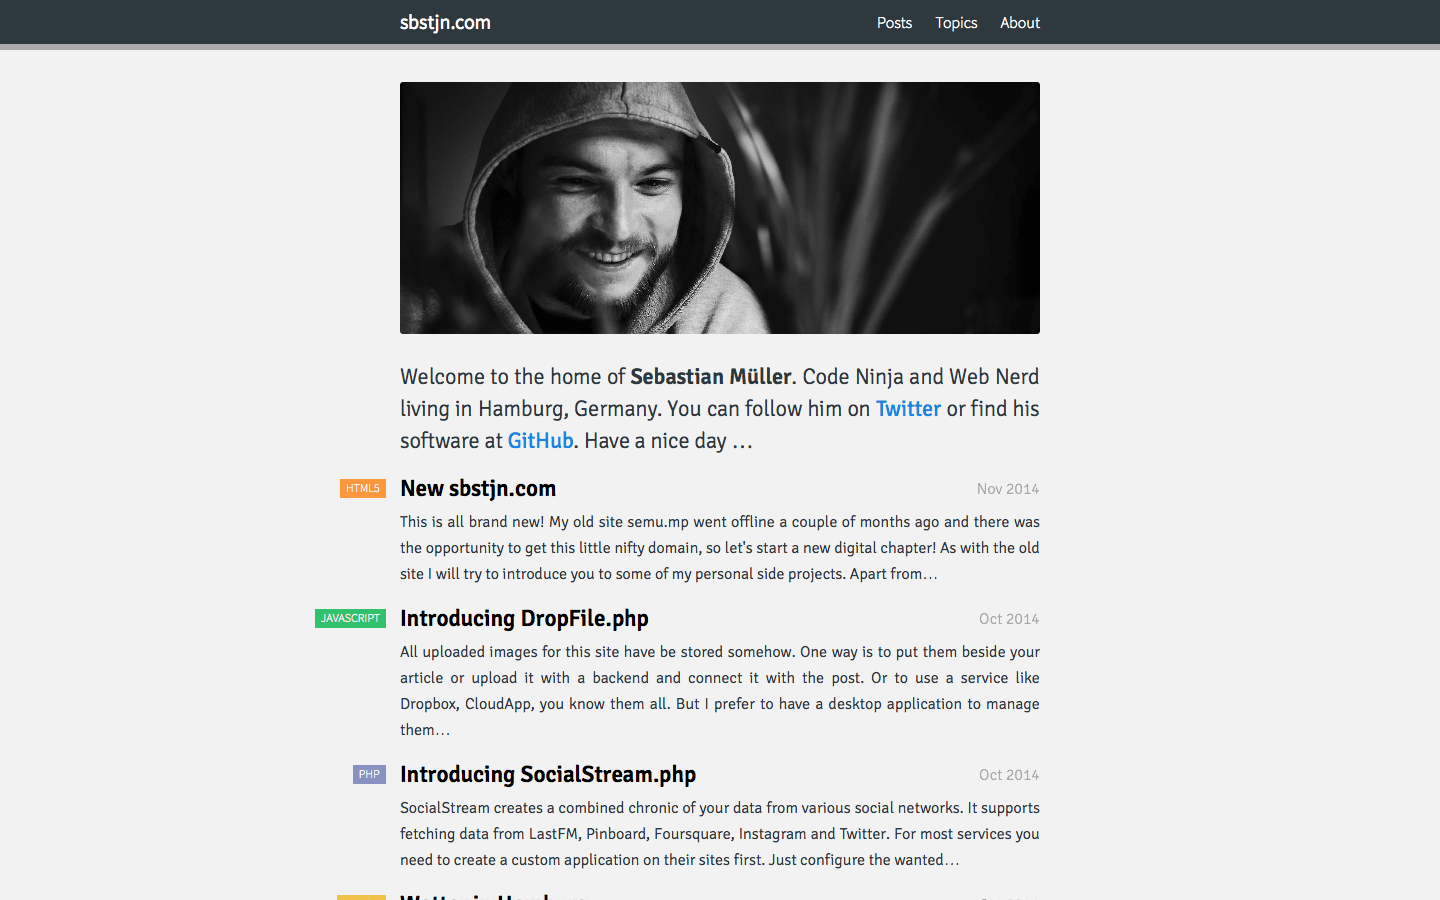 sbstjn.com
Posts Topics About
Welcome to the home of Sebastian Müller. Code Ninja and Web Nerd
living in Hamburg, Germany. You can follow him on Twitter or find his
software at GitHub. Have a nice day …
HTML5 New sbstjn.com Nov 2014
This is all brand new! My old site semu.mp went offline a couple of months ago and there was
the opportunity to get this little nifty domain, so let's start a new digital chapter! As with the old
site I will try to introduce you to some of my personal side projects. Apart from…
JAVASCRIPT Introducing DropFile.php Oct 2014
All uploaded images for this site have be stored somehow. One way is to put them beside your
article or upload it with a backend and connect it with the post. Or to use a service like
Dropbox, CloudApp, you know them all. But I prefer to have a desktop application to manage
them…
PHP Introducing SocialStream.php Oct 2014
SocialStream creates a combined chronic of your data from various social networks. It supports
fetching data from LastFM, Pinboard, Foursquare, Instagram and Twitter. For most services you
need to create a custom application on their sites first. Just configure the wanted…